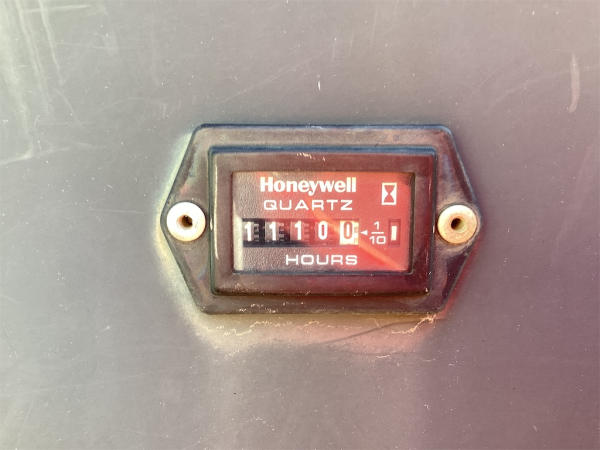 Honeywell
QUARTZ
11100 ◄ 1/10
HOURS